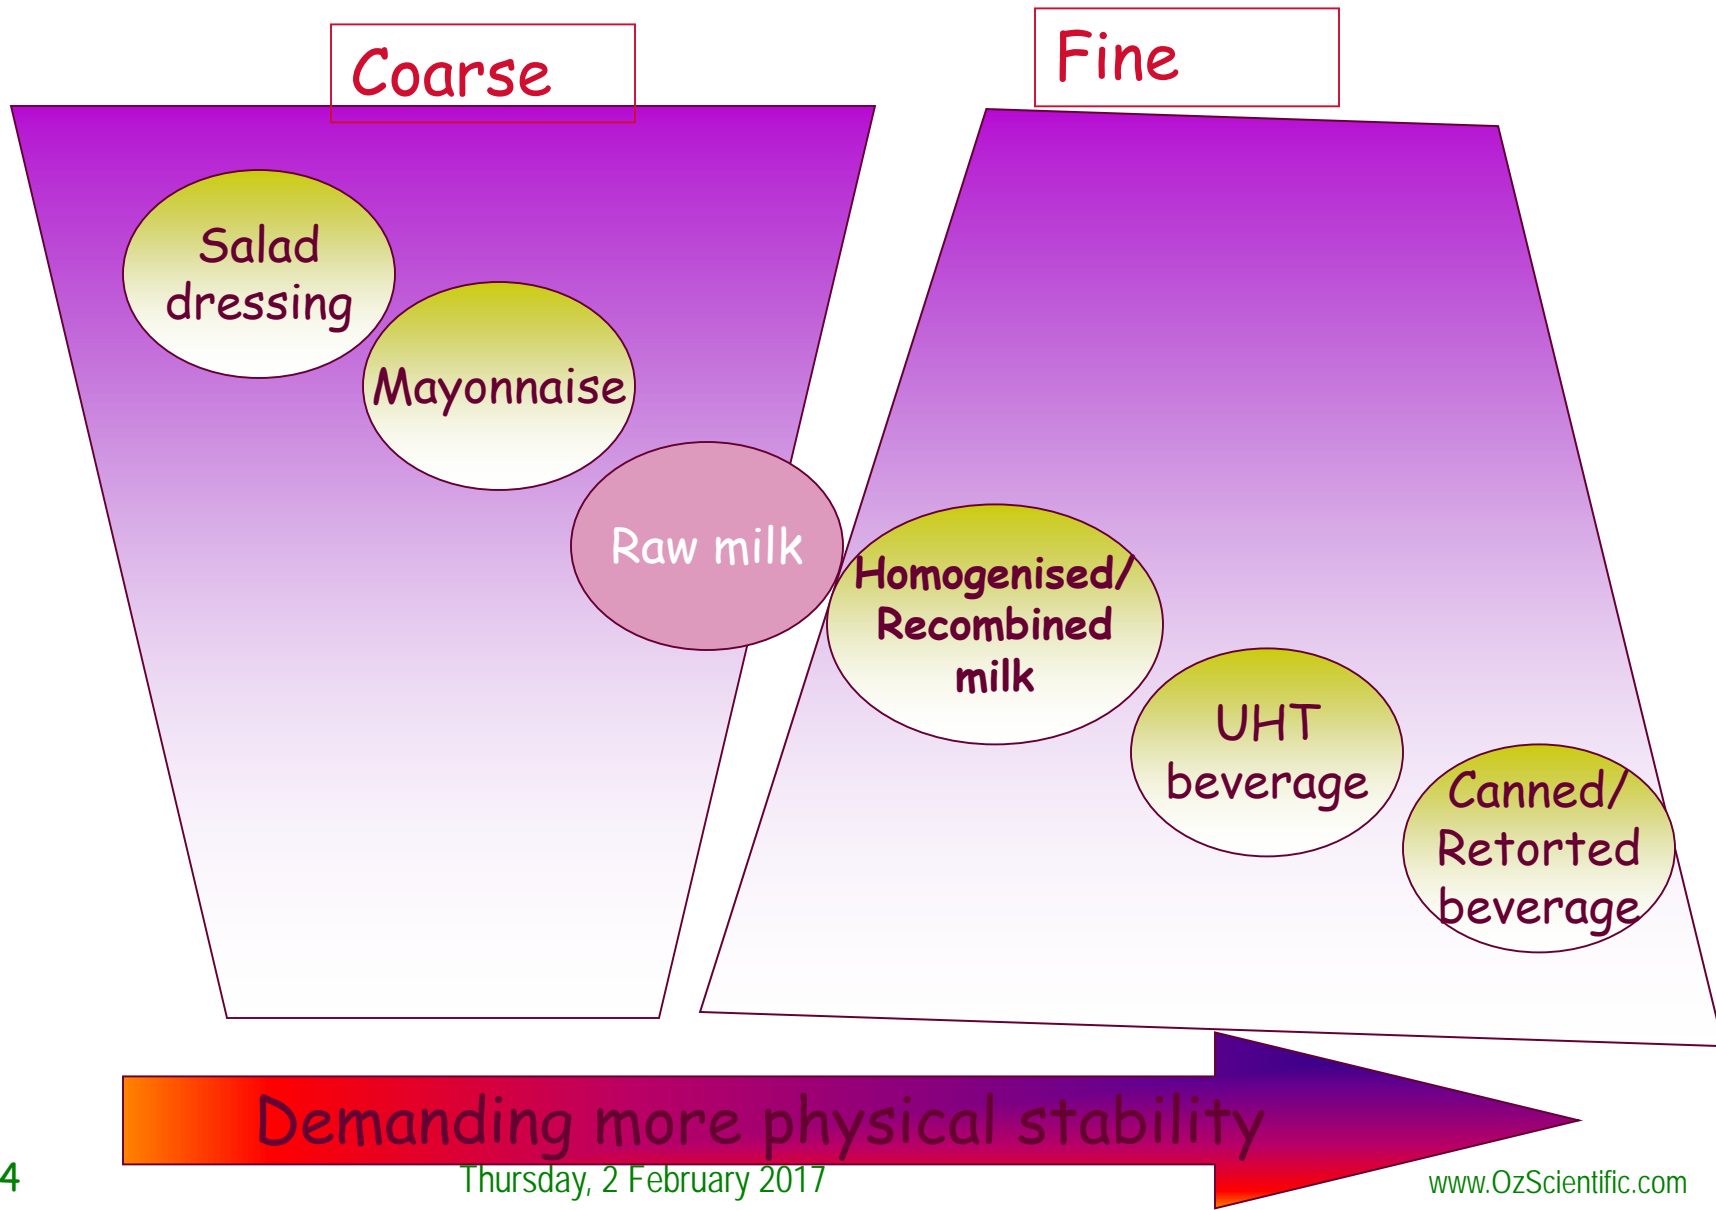 Coarse
Fine
Salad
dressing
Mayonnaise
Raw milk
Homogenised/
Recombined
milk
UHT
beverage
Canned/
Retorted
beverage
Demanding more physical stability
4
Thursday, 2 February 2017
www.OzScientific.com